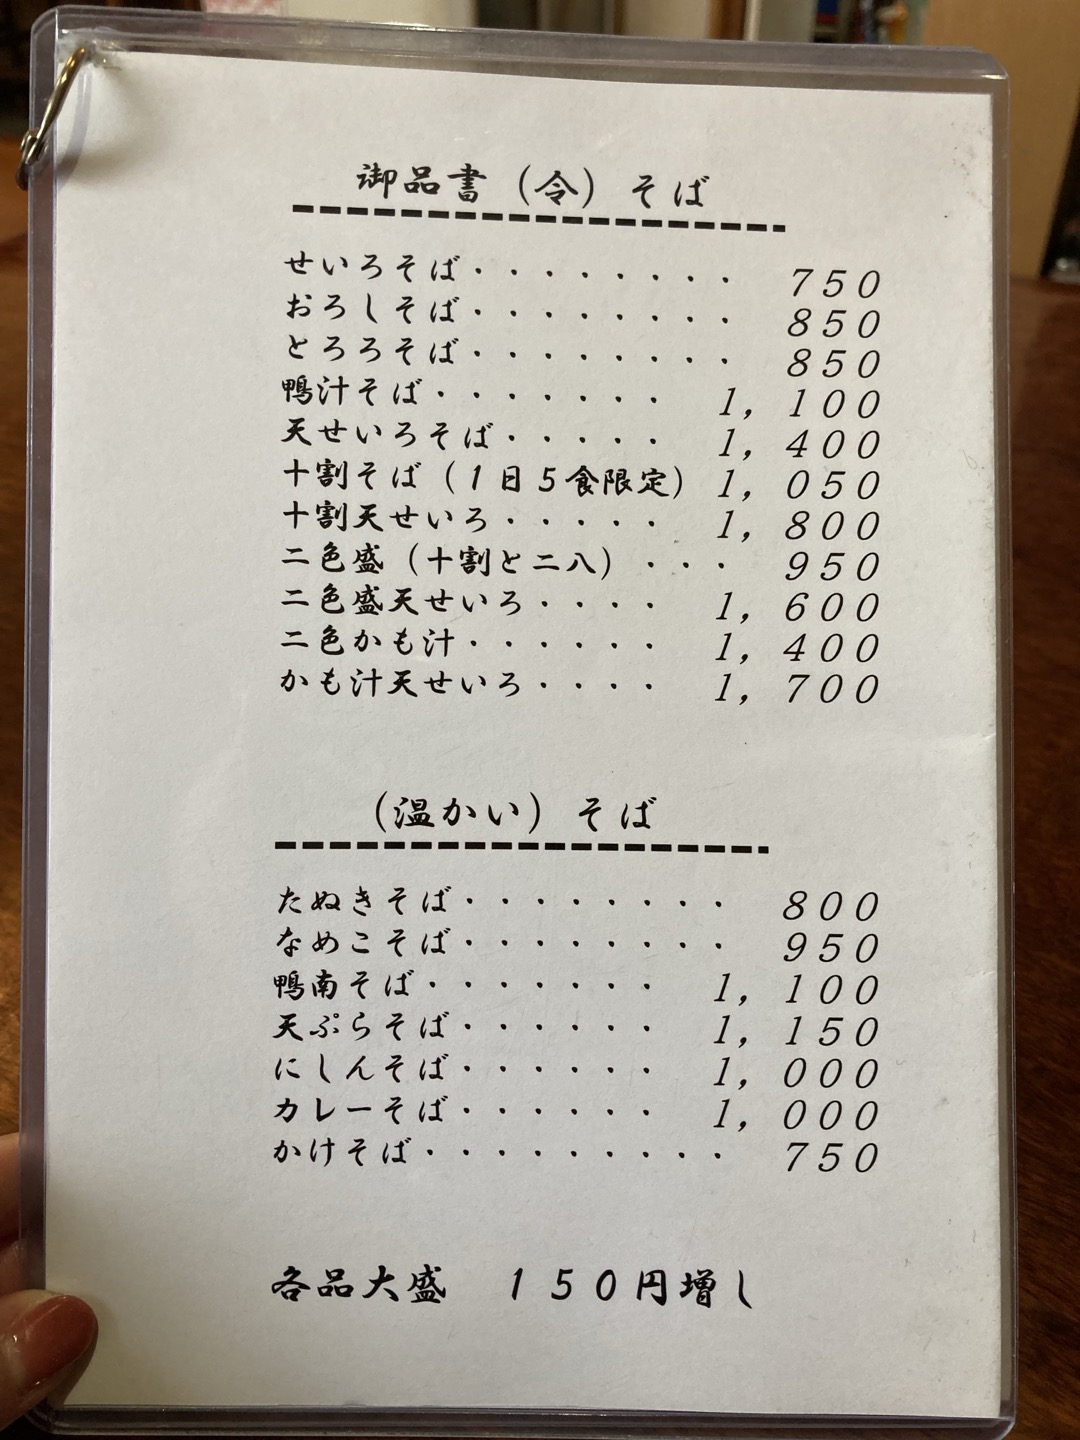 御品書（令）そば
せいろそば・・・・・・・・ 750
おろしそば・・・・・・・・ 850
とろろそば・・・・・・・・ 850
鴨汁そば・・・・・・・ 1,100
天せいろそば・・・・・ 1,400
十割そば（1日5食限定） 1,050
十割天せいろ・・・・・ 1,800
二色盛（十割と二八）・・・ 950
二色盛天せいろ・・・・ 1,600
二色かも汁・・・・・・ 1,400
かも汁天せいろ・・・・ 1,700
（温かい）そば
たぬきそば・・・・・・・・ 800
なめこそば・・・・・・・・ 950
鴨南そば・・・・・・・ 1,100
天ぷらそば・・・・・・ 1,150
にしんそば・・・・・・ 1,000
カレーそば・・・・・・ 1,000
かけそば・・・・・・・・・ 750
各品大盛　150円増し